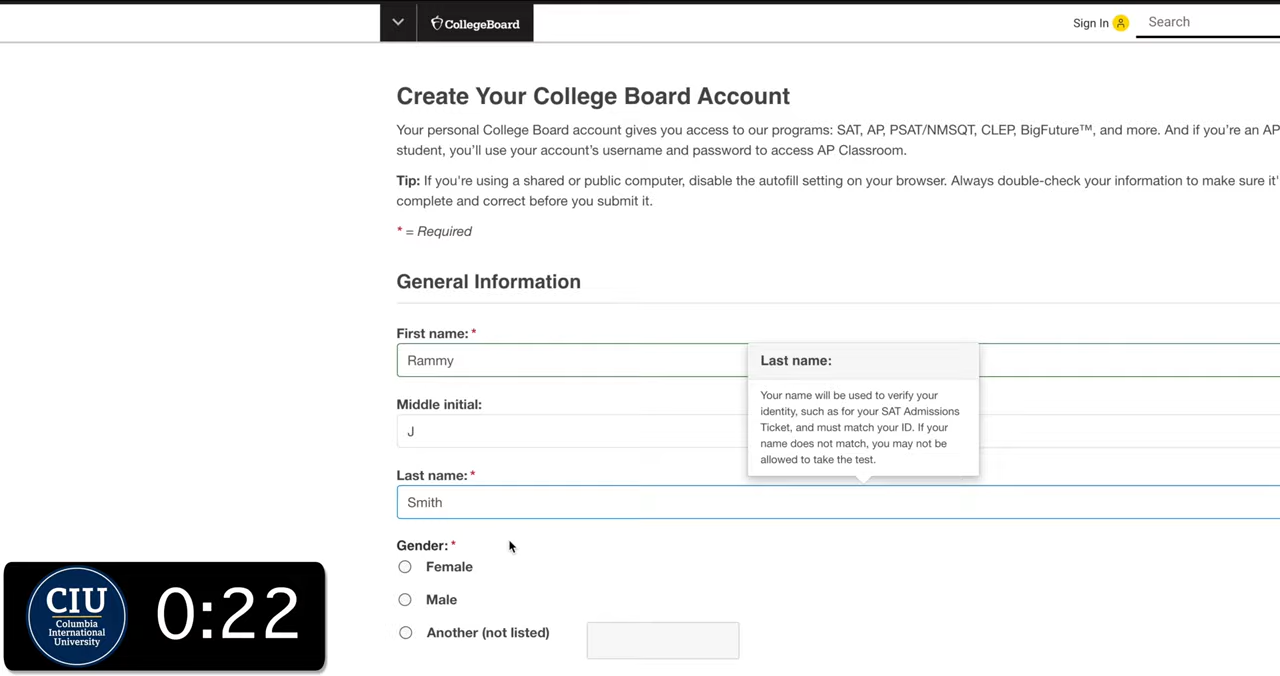 CollegeBoard
Sign In
Search
Create Your College Board Account
Your personal College Board account gives you access to our programs: SAT, AP, PSAT/NMSQT, CLEP, BigFuture™, and more. And if you're an AP
student, you'll use your account's username and password to access AP Classroom.
Tip: If you're using a shared or public computer, disable the autofill setting on your browser. Always double-check your information to make sure it'
complete and correct before you submit it.
* = Required
General Information
First name: *
Rammy
Middle initial:
J
Last name:
Your name will be used to verify your
identity, such as for your SAT Admissions
Ticket, and must match your ID. If your
name does not match, you may not be
allowed to take the test.
Last name: *
Smith
Gender: *
Female
Male
Another (not listed)
CIU
Columbia
International
University
0:22